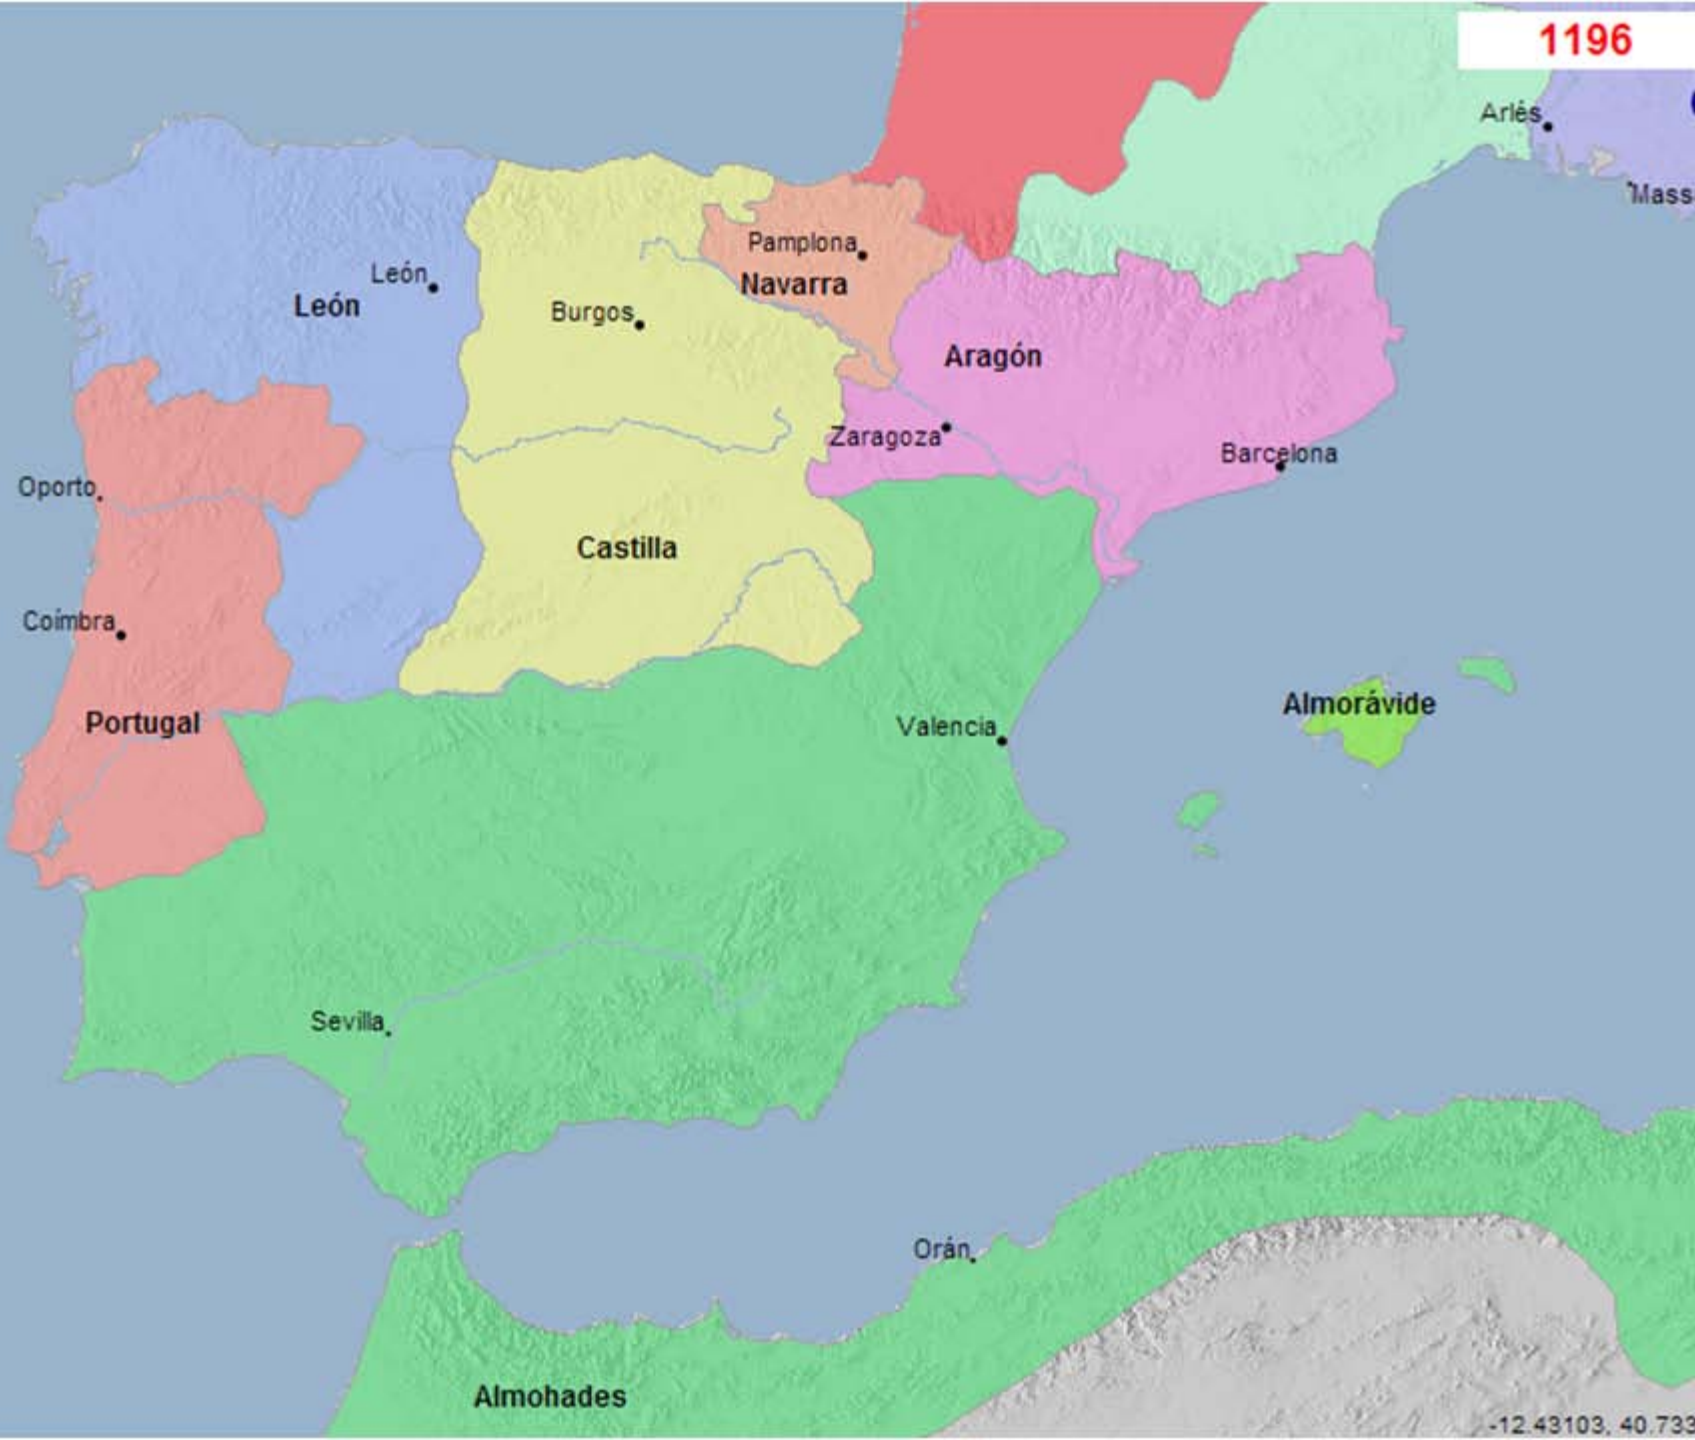 1196
Arlés
Mass
Pamplona
León
Navarra
León
Burgos
Aragón
Zaragoza
Barcelona
Oporto
Castilla
Coímbra
Almorávide
Portugal
Valencia
Sevilla
Orán
Almohades
-12.43103, 40.733